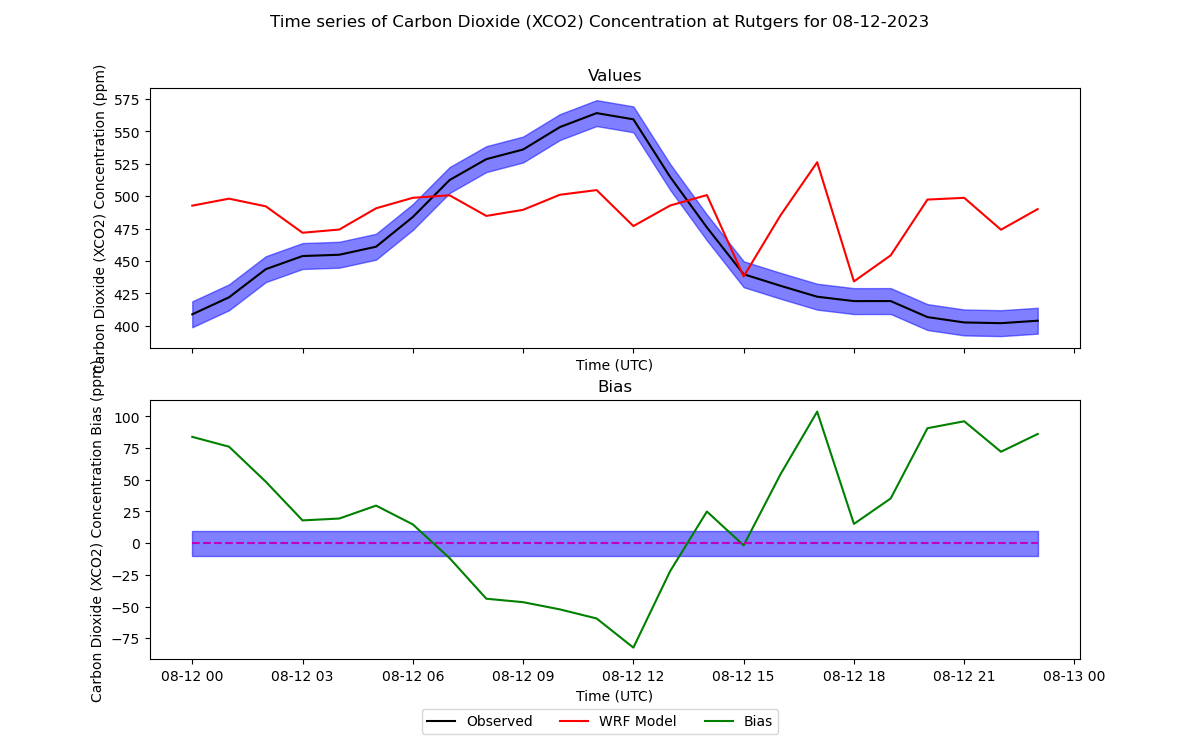 Time series of Carbon Dioxide (XCO2) Concentration at Rutgers for 08-12-2023
Values
Carbon Dioxide (XCO2) Concentration (ppm)
575
550
525
500
475
450
425
400
Time (UTC)
Bias
Carbon Dioxide (XCO2) Concentration Bias (ppm)
100
75
50
25
0
−25
−50
−75
08-12 00 08-12 03 08-12 06 08-12 09 08-12 12 08-12 15 08-12 18 08-12 21 08-13 00
Time (UTC)
Observed WRF Model Bias